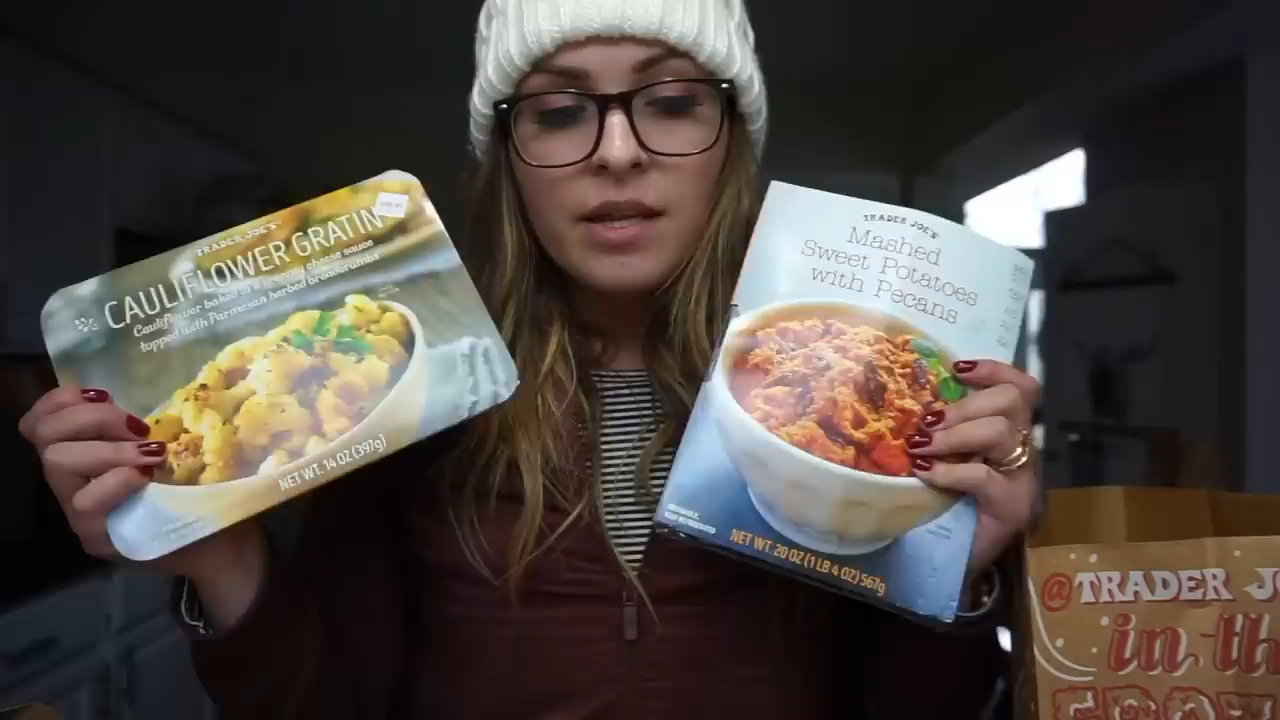 TRADER JOE'S
CAULIFLOWER GRATIN
Cauliflower baked in a creamy cheese sauce
topped with Parmesan herbed breadcrumbs
NET WT. 14 OZ (397g)
TRADER JOE'S
Mashed
Sweet Potatoes
with Pecans
NET WT. 20 OZ (1 LB 4 OZ) 567g
@TRADER J
in th